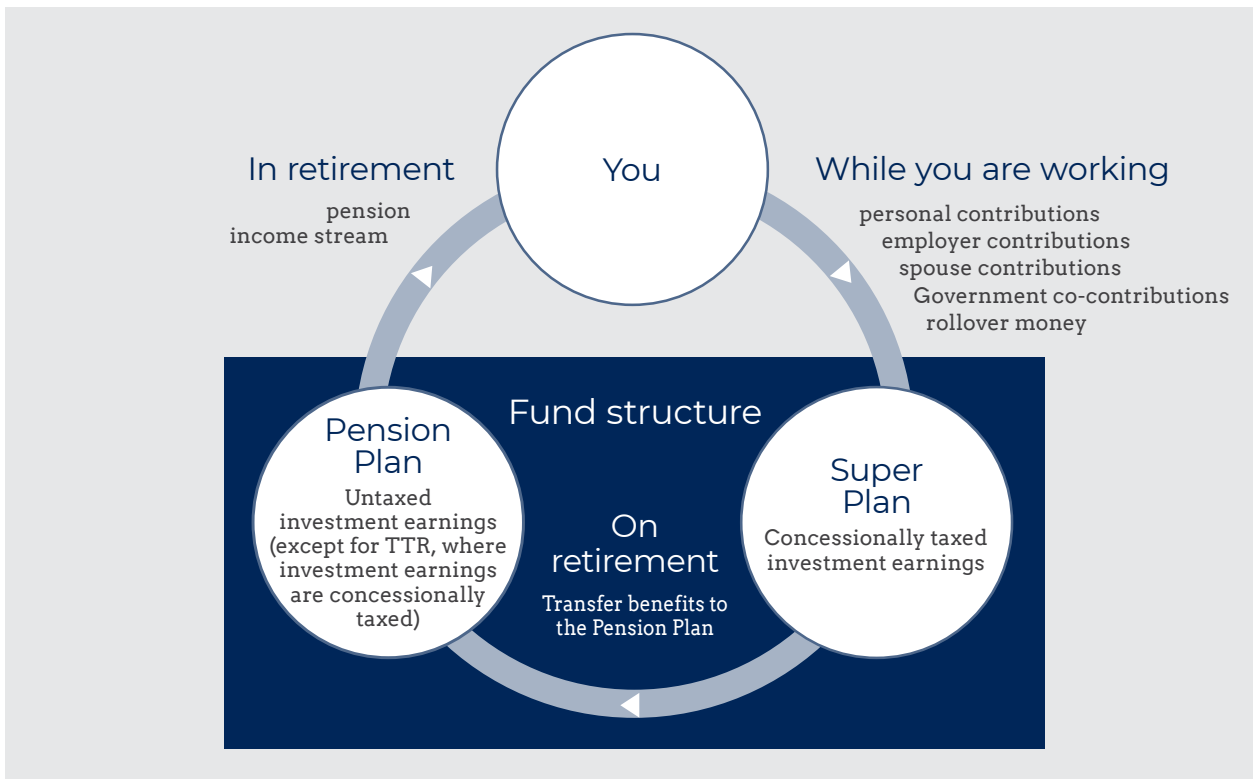 You
In retirement
pension
income stream
While you are working
personal contributions
employer contributions
spouse contributions
Government co-contributions
rollover money
Fund structure
Pension
Plan
Untaxed
investment earnings
(except for TTR, where
investment earnings
are concessionally
taxed)
On
retirement
Transfer benefits to
the Pension Plan
Super
Plan
Concessionally taxed
investment earnings